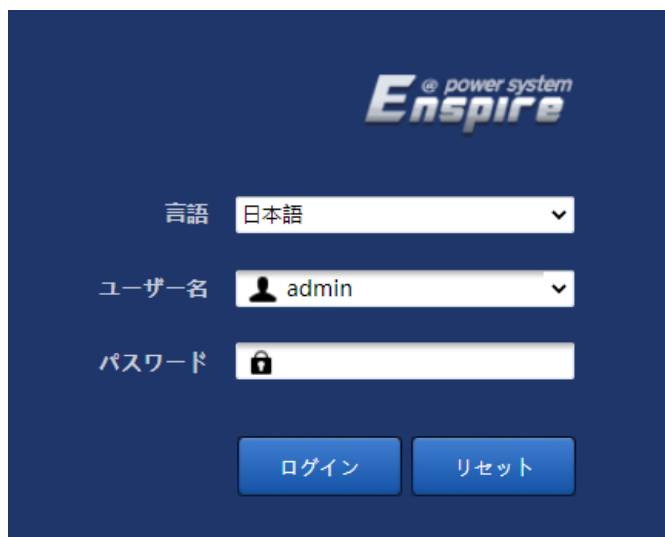 @ power system
Enspire
言語 日本語
ユーザー名 admin
パスワード
ログイン リセット